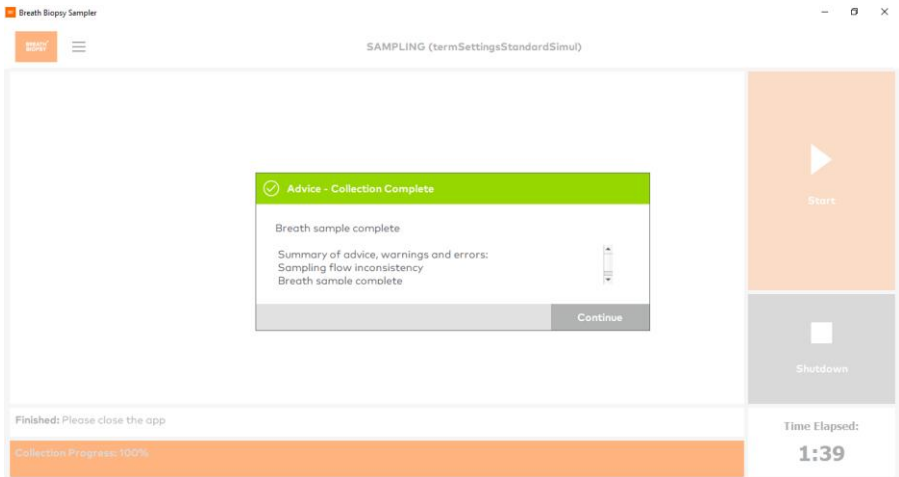 Breath Biopsy Sampler
BREATH BIOPSY
SAMPLING (termSettingsStandardSimul)
Advice - Collection Complete
Breath sample complete
Summary of advice, warnings and errors:
Sampling flow inconsistency
Breath sample complete
Continue
Start
Shutdown
Finished: Please close the app
Collection Progress: 100%
Time Elapsed:
1:39